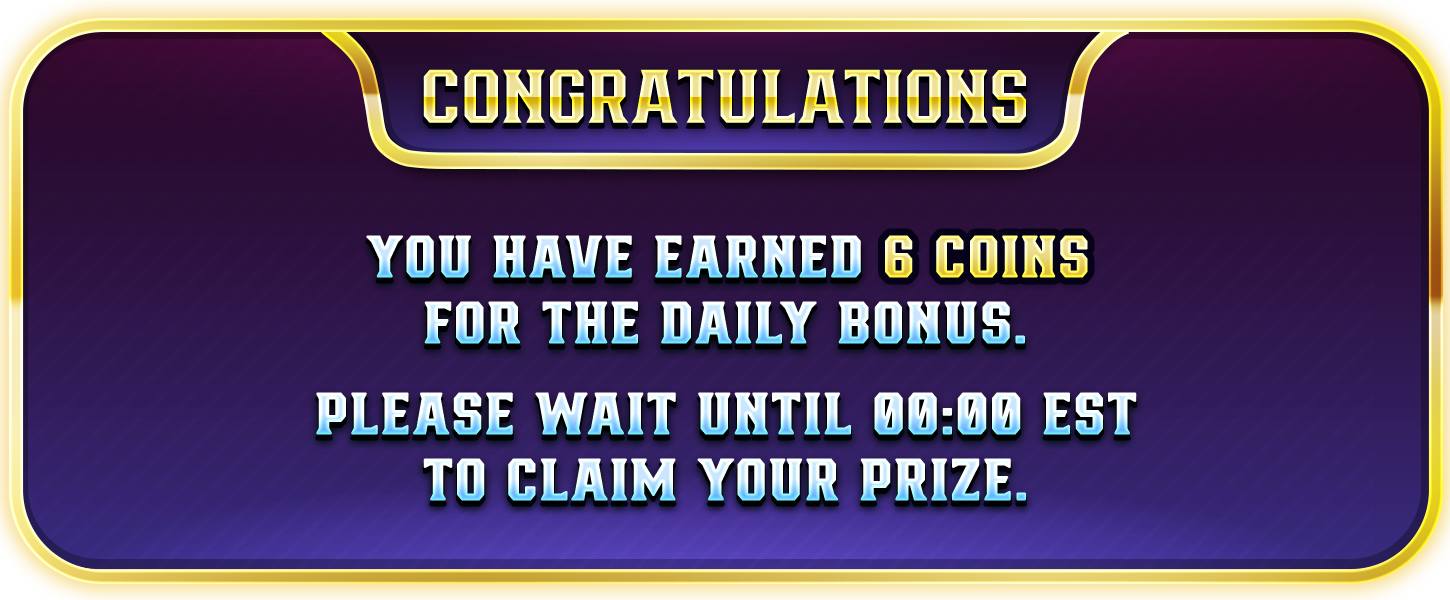 CONGRATULATIONS
YOU HAVE EARNED 6 COINS
FOR THE DAILY BONUS.
PLEASE WAIT UNTIL 00:00 EST
TO CLAIM YOUR PRIZE.